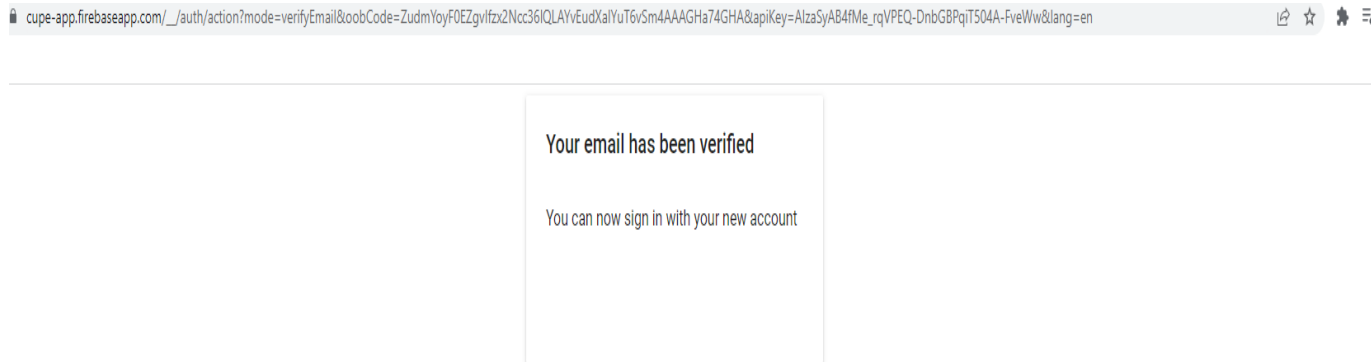 cupe-app.firebaseapp.com/__/auth/action?mode=verifyEmail&oobCode=ZudmYoyF0EZgvIfzx2Ncc36IQLAYvEudXaIYuT6vSm4AAAGHa74GHA&apiKey=AIzaSyAB4fMe_rqVPEQ-DnbGBPqiT504A-FveWw&lang=en
Your email has been verified
You can now sign in with your new account